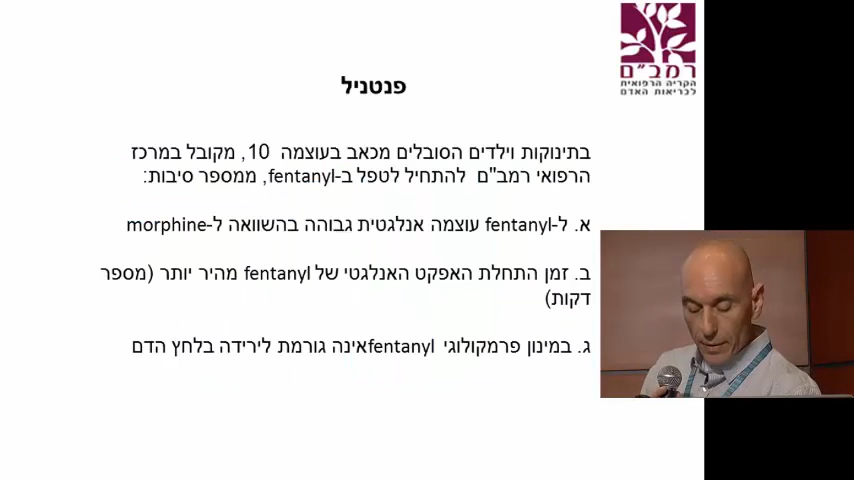 רמב"ם
הקריה הרפואית
לבריאות האדם
פנטניל
בתינוקות וילדים הסובלים מכאב בעוצמה 10, מקובל במרכז
הרפואי רמב"ם להתחיל לטפל ב-fentanyl, ממספר סיבות:
א. ל-fentanyl עוצמה אנלגטית גבוהה בהשוואה ל-morphine
ב. זמן התחלת האפקט האנלגטי של fentanyl מהיר יותר (מספר
דקות)
ג. במינון פרמקולוגי fentanylאינה גורמת לירידה בלחץ הדם